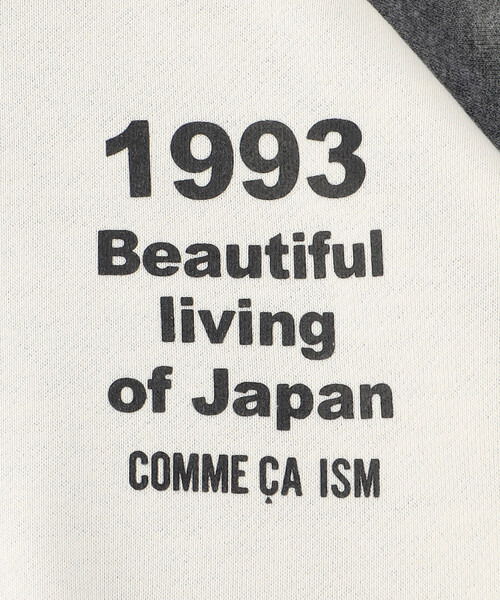 1993
Beautiful
living
of Japan
COMME ÇA ISM